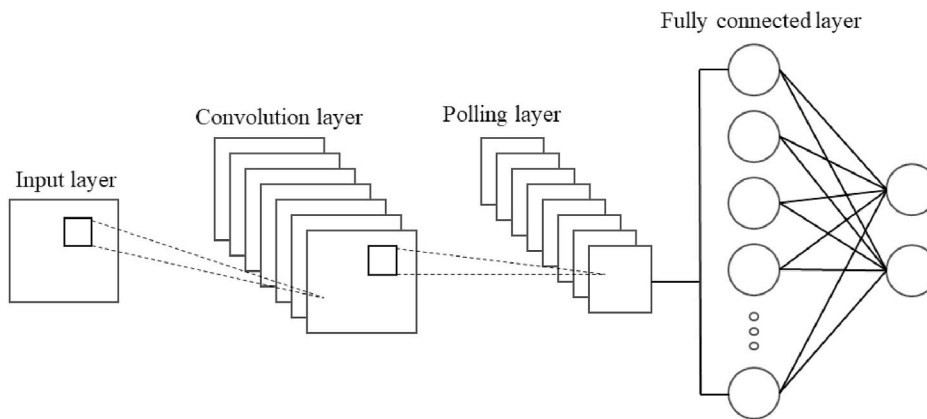 Fully connected layer
Convolution layer
Polling layer
Input layer